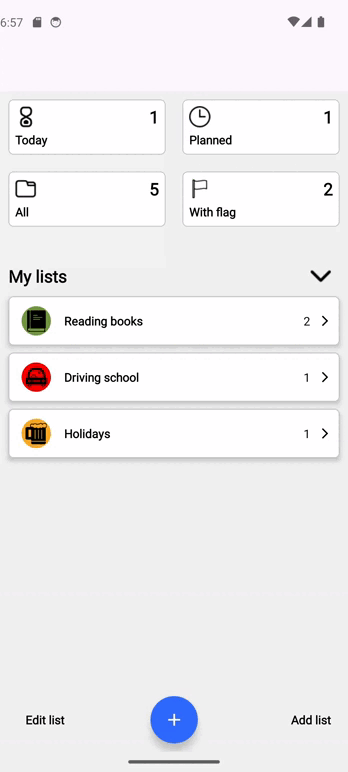 6:57
1
Today
1
Planned
5
All
2
With flag
My lists
Reading books 2
Driving school 1
Holidays 1
Edit list
Add list